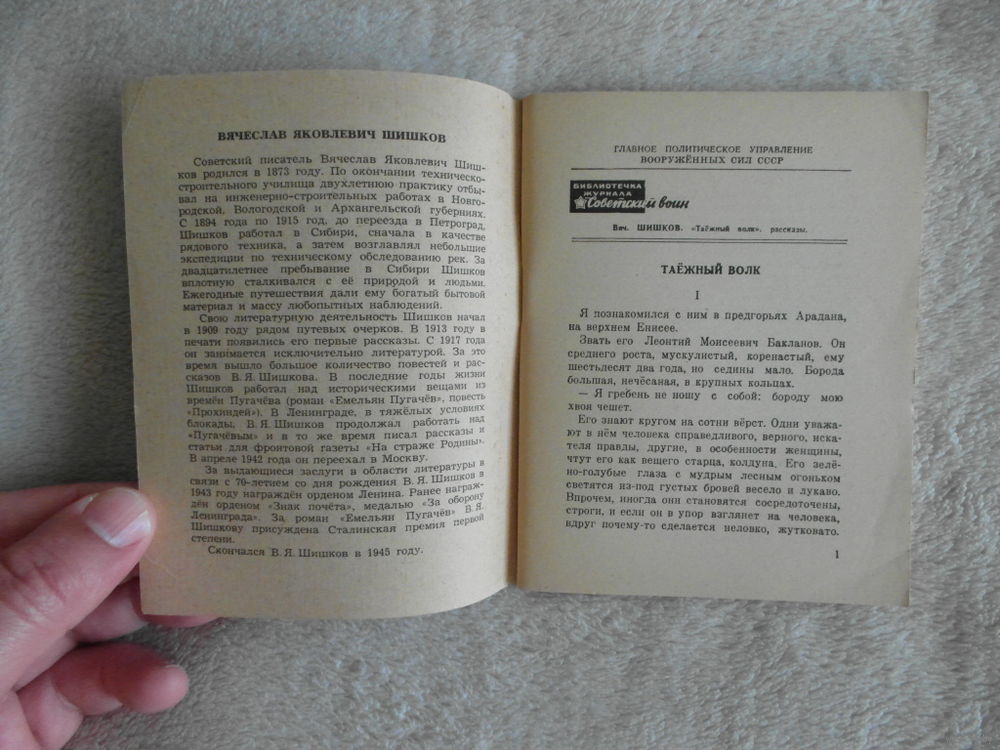 ВЯЧЕСЛАВ ЯКОВЛЕВИЧ ШИШКОВ
Советский писатель Вячеслав Яковлевич Шиш-
ков родился в 1873 году. По окончании техническо-
строительного училища двухлетнюю практику отбы-
вал на инженерно-строительных работах в Новго-
родской, Вологодской и Архангельской губерниях.
С 1894 года по 1915 год, до переезда в Петроград,
Шишков работал в Сибири, сначала в качестве
рядового техника, а затем возглавлял небольшие
экспедиции по техническому обследованию рек. За
двадцатилетнее пребывание в Сибири Шишков
вплотную сталкивался с её природой и людьми.
Ежегодные путешествия дали ему богатый бытовой
материал и массу любопытных наблюдений.
Свою литературную деятельность Шишков начал
в 1909 году рядом путевых очерков. В 1913 году в
печати появились его первые рассказы. С 1917 года
он занимается исключительно литературой. За это
время вышло большое количество повестей и рас-
сказов В. Я. Шишкова. В последние годы жизни
Шишков работал над историческими вещами из
времён Пугачёва (роман «Емельян Пугачёв», повесть
«Прохиндей»). В Ленинграде, в тяжёлых условиях
блокады, В. Я. Шишков продолжал работать над
«Пугачёвым» и в то же время писал рассказы и
статьи для фронтовой газеты «На страже Родины».
В апреле 1942 года он переехал в Москву.
За выдающиеся заслуги в области литературы в
связи с 70-летием со дня рождения В. Я. Шишков в
1943 году награждён орденом Ленина. Ранее награж-
дён орденом «Знак почёта», медалью «За оборону
Ленинграда». За роман «Емельян Пугачёв» В. Я.
Шишкову присуждена Сталинская премия первой
степени.
Скончался В. Я. Шишков в 1945 году.
ГЛАВНОЕ ПОЛИТИЧЕСКОЕ УПРАВЛЕНИЕ
ВООРУЖЁННЫХ СИЛ СССР
БИБЛИОТЕЧКА
ЖУРНАЛА
Советский воин
Вяч. ШИШКОВ. «Таёжный волк», рассказы.
ТАЁЖНЫЙ ВОЛК
I
Я познакомился с ним в предгорьях Арадана,
на верхнем Енисее.
Звать его Леонтий Моисеевич Бакланов. Он
среднего роста, мускулистый, коренастый, ему
шестьдесят два года, но седины мало. Борода
большая, нечёсаная, в крупных кольцах.
— Я гребень не ношу с собой: бороду мою
хвоя чешет.
Его знают кругом на сотни вёрст. Одни уважа-
ют в нём человека справедливого, верного, иска-
теля правды, другие, в особенности женщины,
чтут его как вещего старца, колдуна. Его зелё-
но-голубые глаза с мудрым лесным огоньком
светятся из-под густых бровей весело и лукаво.
Впрочем, иногда они становятся сосредоточены,
строги, и если он в упор взглянет на человека,
вдруг почему-то сделается неловко, жутковато.
1